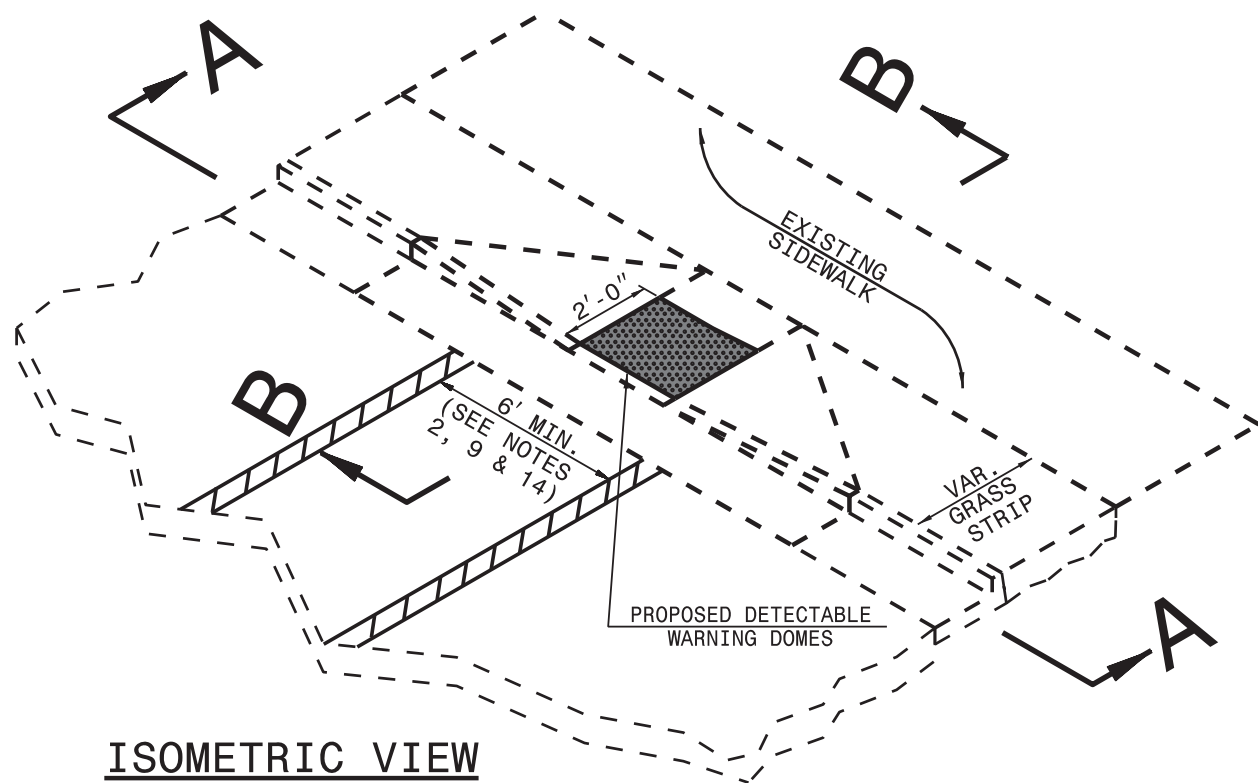 A
B
EXISTING
SIDEWALK
2'-0"
B
6' MIN.
(SEE NOTES
2, 9 & 14)
VAR.
GRASS
STRIP
PROPOSED DETECTABLE
WARNING DOMES
A
ISOMETRIC VIEW